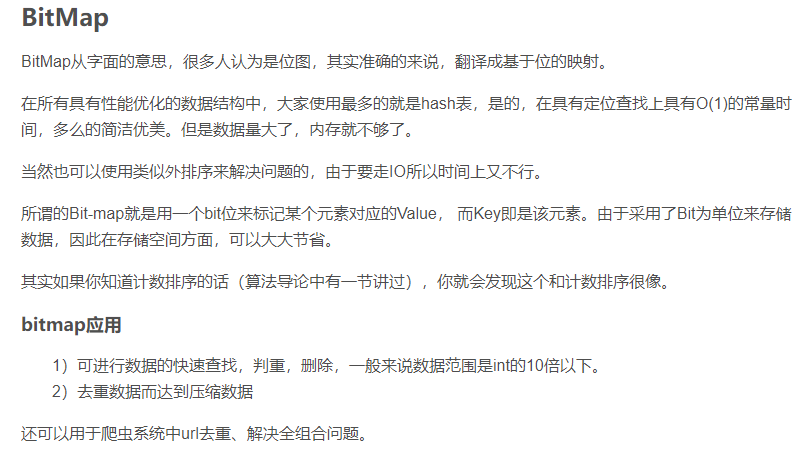 BitMap
BitMap从字面的意思，很多人认为是位图，其实准确的来说，翻译成基于位的映射。
在所有具有性能优化的数据结构中，大家使用最多的就是hash表，是的，在具有定位查找上具有O(1)的常量时
间，多么的简洁优美。但是数据量大了，内存就不够了。
当然也可以使用类似外排序来解决问题的，由于要走IO所以时间上又不行。
所谓的Bit-map就是用一个bit位来标记某个元素对应的Value， 而Key即是该元素。由于采用了Bit为单位来存储
数据，因此在存储空间方面，可以大大节省。
其实如果你知道计数排序的话（算法导论中有一节讲过），你就会发现这个和计数排序很像。
bitmap应用
1）可进行数据的快速查找，判重，删除，一般来说数据范围是int的10倍以下。
2）去重数据而达到压缩数据
还可以用于爬虫系统中url去重、解决全组合问题。